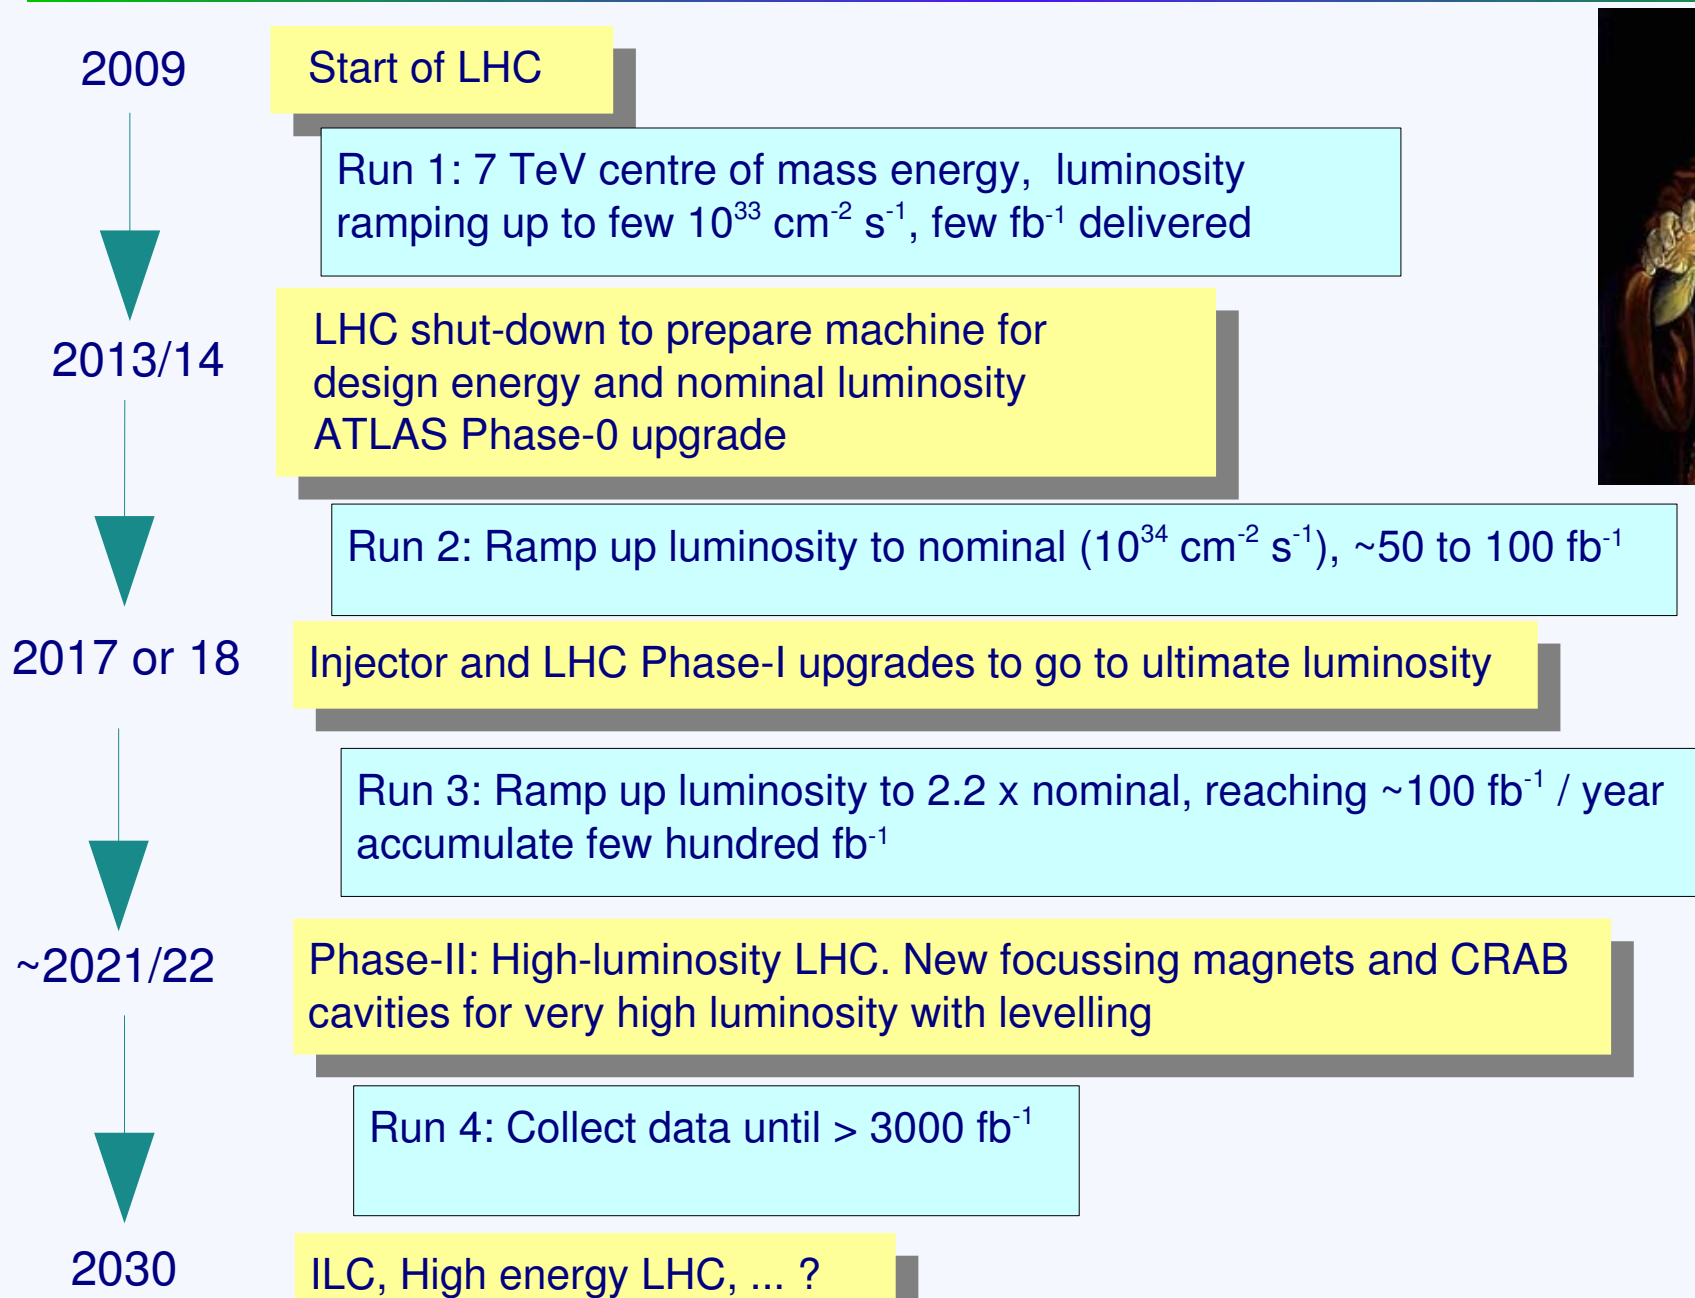 2009
Start of LHC
Run 1: 7 TeV centre of mass energy, luminosity
ramping up to few 10³³ cm⁻² s⁻¹, few fb⁻¹ delivered
2013/14
LHC shut-down to prepare machine for
design energy and nominal luminosity
ATLAS Phase-0 upgrade
Run 2: Ramp up luminosity to nominal (10³⁴ cm⁻² s⁻¹), ~50 to 100 fb⁻¹
2017 or 18
Injector and LHC Phase-I upgrades to go to ultimate luminosity
Run 3: Ramp up luminosity to 2.2 x nominal, reaching ~100 fb⁻¹ / year
accumulate few hundred fb⁻¹
~2021/22
Phase-II: High-luminosity LHC. New focussing magnets and CRAB
cavities for very high luminosity with levelling
Run 4: Collect data until > 3000 fb⁻¹
2030
ILC, High energy LHC, ... ?